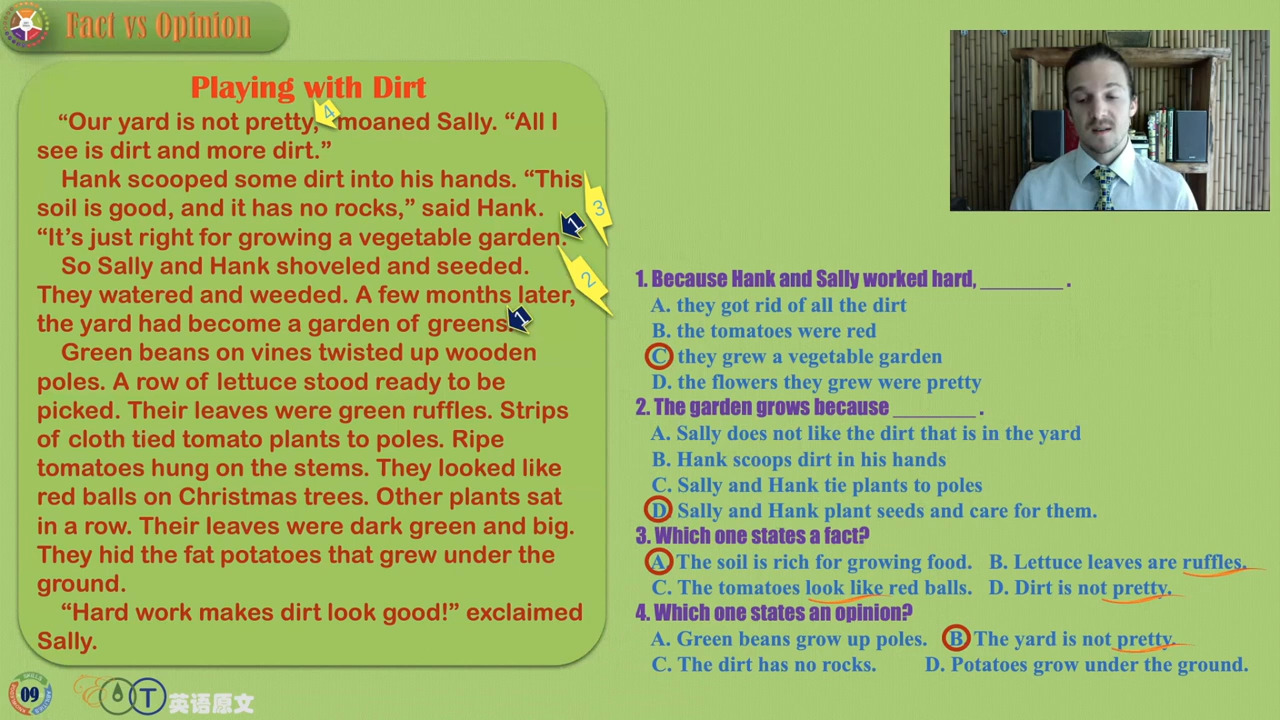 Fact vs Opinion
Playing with Dirt
“Our yard is not pretty,” moaned Sally. “All I
see is dirt and more dirt.”
Hank scooped some dirt into his hands. “This
soil is good, and it has no rocks,” said Hank.
“It’s just right for growing a vegetable garden.
So Sally and Hank shoveled and seeded.
They watered and weeded. A few months later,
the yard had become a garden of greens.
Green beans on vines twisted up wooden
poles. A row of lettuce stood ready to be
picked. Their leaves were green ruffles. Strips
of cloth tied tomato plants to poles. Ripe
tomatoes hung on the stems. They looked like
red balls on Christmas trees. Other plants sat
in a row. Their leaves were dark green and big.
They hid the fat potatoes that grew under the
ground.
“Hard work makes dirt look good!” exclaimed
Sally.
4
3
1
2
1
1. Because Hank and Sally worked hard, _______ .
A. they got rid of all the dirt
B. the tomatoes were red
C. they grew a vegetable garden
D. the flowers they grew were pretty
2. The garden grows because _______ .
A. Sally does not like the dirt that is in the yard
B. Hank scoops dirt in his hands
C. Sally and Hank tie plants to poles
D. Sally and Hank plant seeds and care for them.
3. Which one states a fact?
A. The soil is rich for growing food. B. Lettuce leaves are ruffles.
C. The tomatoes look like red balls. D. Dirt is not pretty.
4. Which one states an opinion?
A. Green beans grow up poles. B. The yard is not pretty.
C. The dirt has no rocks. D. Potatoes grow under the ground.
09
T 英语原文